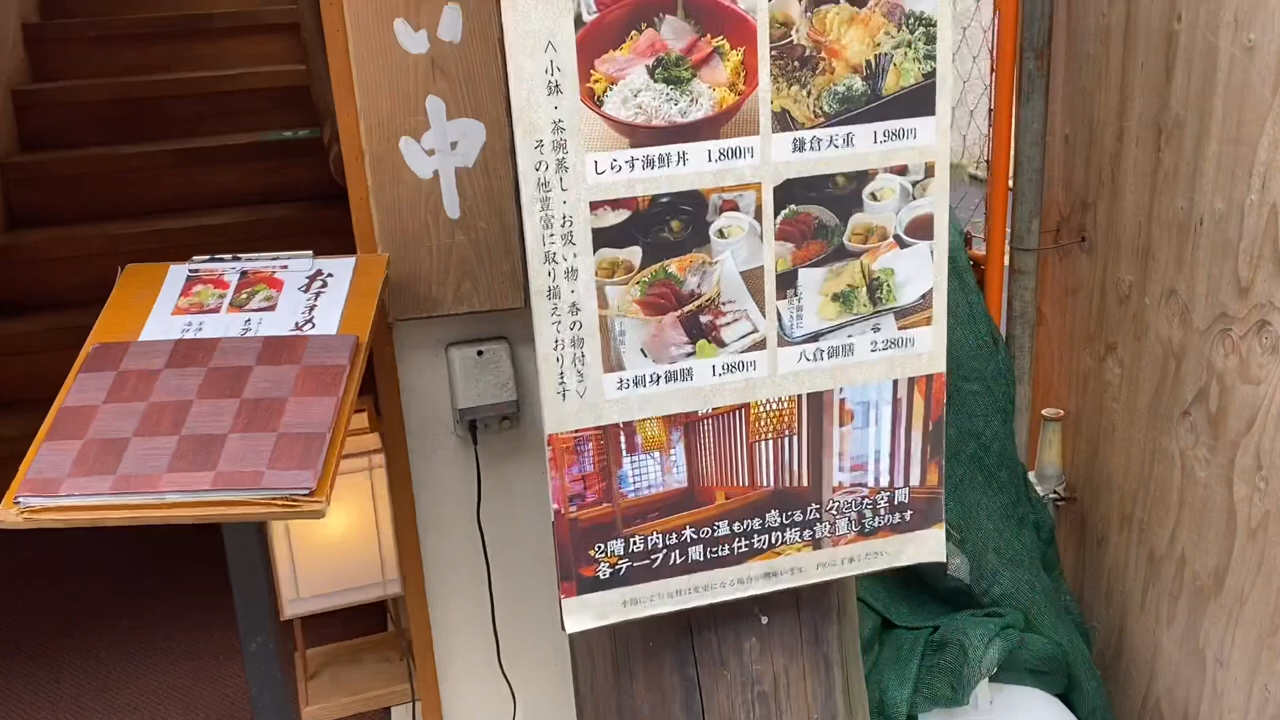 い中
おすすめ
＜小鉢・茶碗蒸し・お吸い物・香の物付き＞
その他豊富に取り揃えております
しらす海鮮丼 1,800円
鎌倉天重 1,980円
お刺身御膳 1,980円
八倉御膳 2,280円
2階店内は木の温もりを感じる広々とした空間
各テーブル間には仕切り板を設置しております